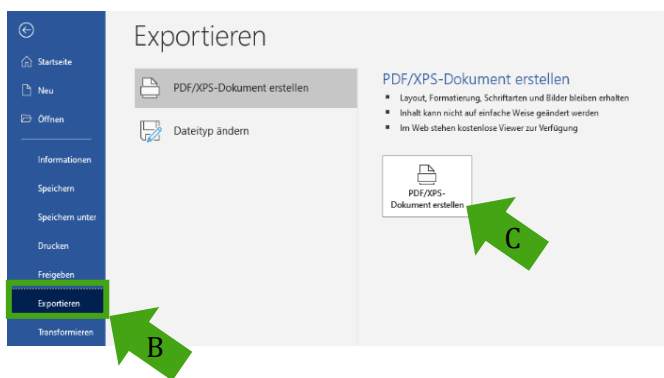 Startseite
Neu
Öffnen
Informationen
Speichern
Speichern unter
Drucken
Freigeben
Exportieren
Transformieren
Exportieren
PDF/XPS-Dokument erstellen
Dateityp ändern
PDF/XPS-Dokument erstellen
Layout, Formatierung, Schriftarten und Bilder bleiben erhalten
Inhalt kann nicht auf einfache Weise geändert werden
Im Web stehen kostenlose Viewer zur Verfügung
PDF/XPS-
Dokument erstellen
B
C